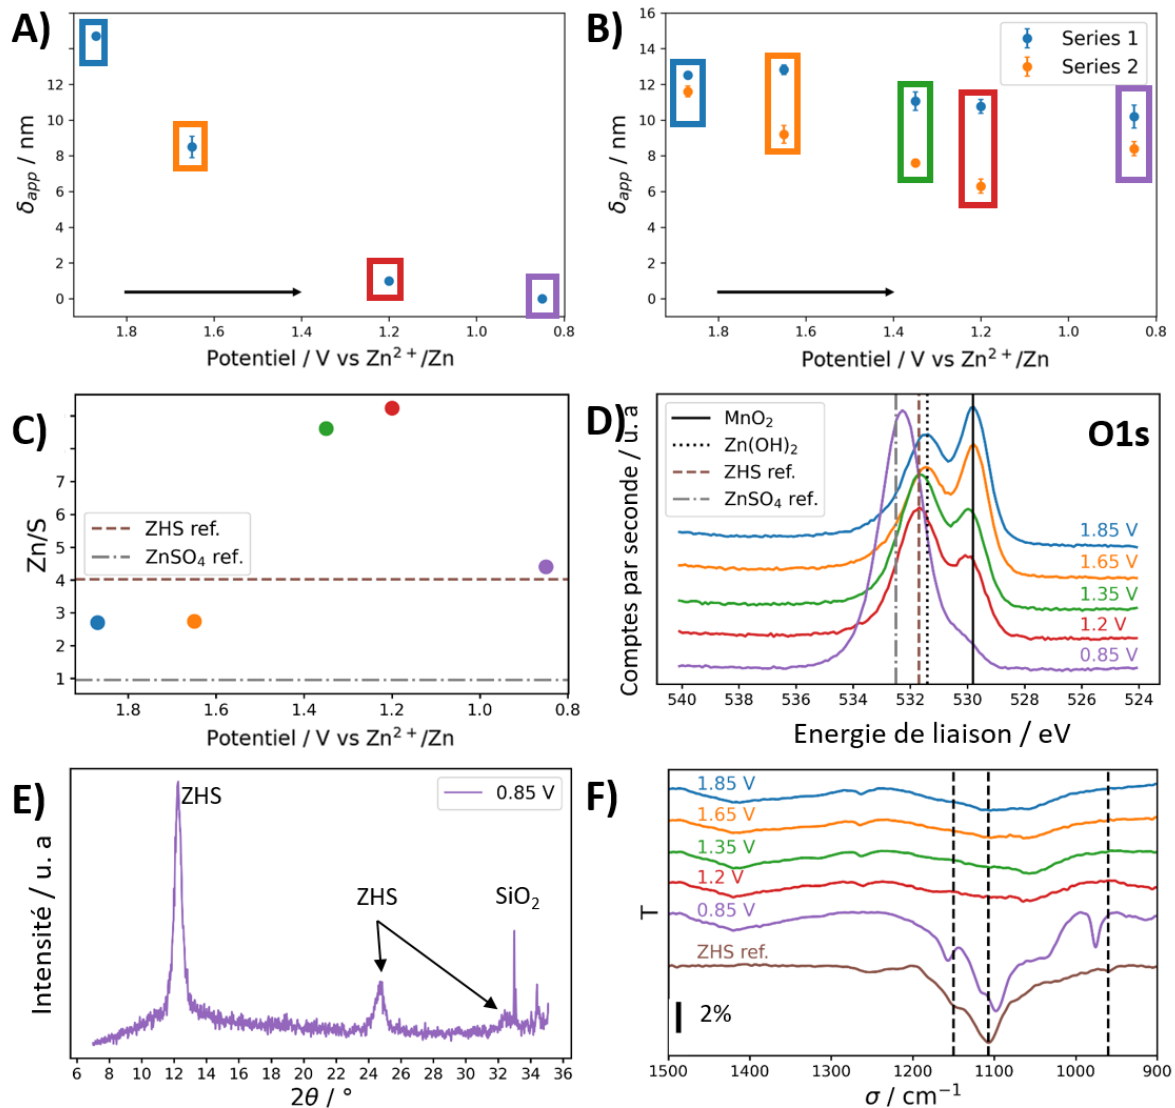 A)
δapp / nm
12
10
8
6
4
2
0
1.8 1.6 1.4 1.2 1.0 0.8
Potentiel / V vs Zn²⁺/Zn
B)
δapp / nm
16
14
12
10
8
6
4
2
0
Series 1
Series 2
1.8 1.6 1.4 1.2 1.0 0.8
Potentiel / V vs Zn²⁺/Zn
C)
Zn/S
7
6
5
4
3
2
1
ZHS ref.
ZnSO₄ ref.
1.8 1.6 1.4 1.2 1.0 0.8
Potentiel / V vs Zn²⁺/Zn
D)
Comptes par seconde / u. a
MnO₂
Zn(OH)₂
ZHS ref.
ZnSO₄ ref.
O1s
1.85 V
1.65 V
1.35 V
1.2 V
0.85 V
540 538 536 534 532 530 528 526 524
Energie de liaison / eV
E)
Intensité / u. a
ZHS
0.85 V
ZHS
SiO₂
6 8 10 12 14 16 18 20 22 24 26 28 30 32 34 36
2θ / °
F)
T
1.85 V
1.65 V
1.35 V
1.2 V
0.85 V
ZHS ref.
2%
1500 1400 1300 1200 1100 1000 900
σ / cm⁻¹